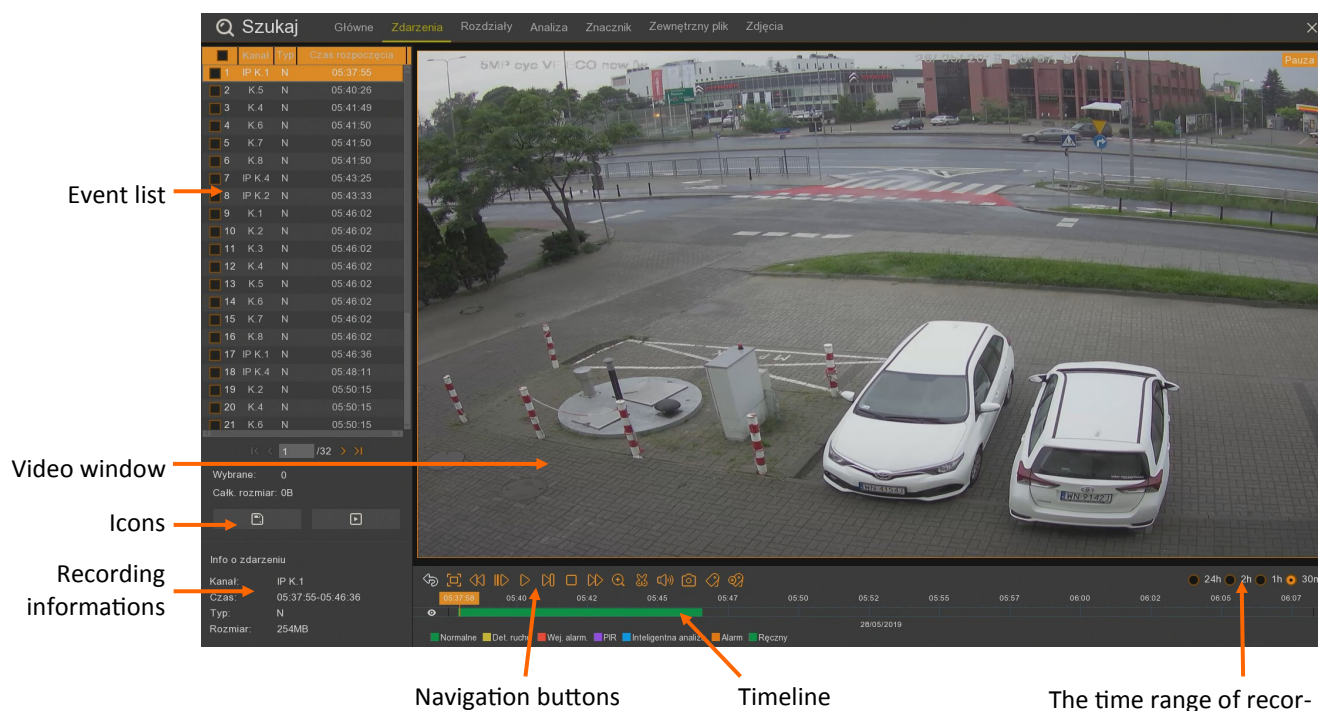 Szukaj
Główne Zdarzenia Rozdziały Analiza Znacznik Zewnętrzny plik Zdjęcia
Kanał Typ Czas rozpoczęcia
1 IP K.1 N 05:37:55
2 K.5 N 05:40:26
3 K.4 N 05:41:49
4 K.6 N 05:41:50
5 K.7 N 05:41:50
6 K.8 N 05:41:50
7 IP K.4 N 05:43:25
8 IP K.2 N 05:43:33
9 K.1 N 05:46:02
10 K.2 N 05:46:02
11 K.3 N 05:46:02
12 K.4 N 05:46:02
13 K.5 N 05:46:02
14 K.6 N 05:46:02
15 K.7 N 05:46:02
16 K.8 N 05:46:02
17 IP K.1 N 05:46:36
18 IP K.4 N 05:48:11
19 K.2 N 05:50:15
20 K.4 N 05:50:15
21 K.6 N 05:50:15
1 /32
Wybrane: 0
Całk. rozmiar: 0B
Info o zdarzeniu
Kanał: IP K.1
Czas: 05:37:55-05:46:36
Typ: N
Rozmiar: 254MB
5MP
Pauza
WN 9142J
24h 2h 1h 30m
05:37:58 05:40 05:42 05:45 05:47 05:50 05:52 05:55 05:57 06:00 06:02 06:05 06:07
28/05/2019
Normalne Det. ruchu Wej. alarm. PIR Inteligentna analiz Alarm Ręczny
Event list
Video window
Icons
Recording
informations
Navigation buttons
Timeline
The time range of recor-